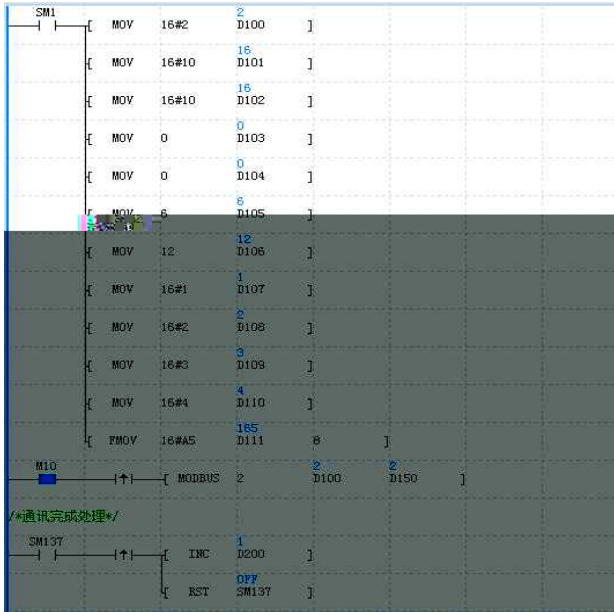 SM1 2
[ MOV 16#2 D100 ]
16
[ MOV 16#10 D101 ]
16
[ MOV 16#10 D102 ]
0
[ MOV 0 D103 ]
0
[ MOV 0 D104 ]
6
[ MOV 6 D105 ]
12
[ MOV 12 D106 ]
1
[ MOV 16#1 D107 ]
2
[ MOV 16#2 D108 ]
3
[ MOV 16#3 D109 ]
4
[ MOV 16#4 D110 ]
165
[ FMOV 16#A5 D111 8 ]
M10 2 2
[ MODBUS 2 D100 D150 ]
/*通讯完成处理*/
SM137 1
[ INC D200 ]
OFF
[ RST SM137 ]